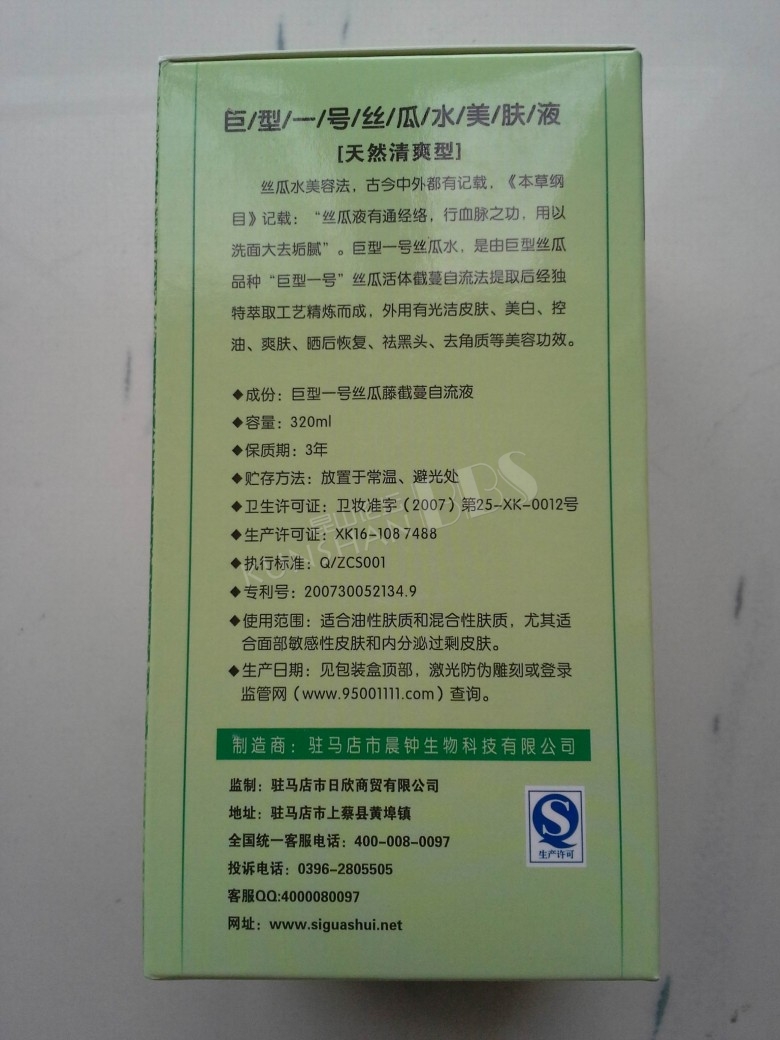 巨/型/一/号/丝/瓜/水/美/肤/液
[天然清爽型]
丝瓜水美容法，古今中外都有记载，《本草纲
目》记载：“丝瓜液有通经络，行血脉之功，用以
洗面大去垢腻”。巨型一号丝瓜水，是由巨型丝瓜
品种“巨型一号”丝瓜活体截蔓自流法提取后经独
特萃取工艺精炼而成，外用有光洁皮肤、美白、控
油、爽肤、晒后恢复、祛黑头、去角质等美容功效。
◆成份：巨型一号丝瓜藤截蔓自流液
◆容量：320ml
◆保质期：3年
◆贮存方法：放置于常温、避光处
◆卫生许可证：卫妆准字（2007）第25-XK-0012号
◆生产许可证：XK16-108 7488
◆执行标准：Q/ZCS001
◆专利号：200730052134.9
◆使用范围：适合油性肤质和混合性肤质，尤其适
合面部敏感性皮肤和内分泌过剩皮肤。
◆生产日期：见包装盒顶部，激光防伪雕刻或登录
监管网（www.95001111.com）查询。
制造商：驻马店市晨钟生物科技有限公司
监制：驻马店市日欣商贸有限公司
地址：驻马店市上蔡县黄埠镇
全国统一客服电话：400-008-0097
投诉电话：0396-2805505
客服QQ:4000080097
网址：www.siguashui.net
生产许可
KUNSHAN BBS